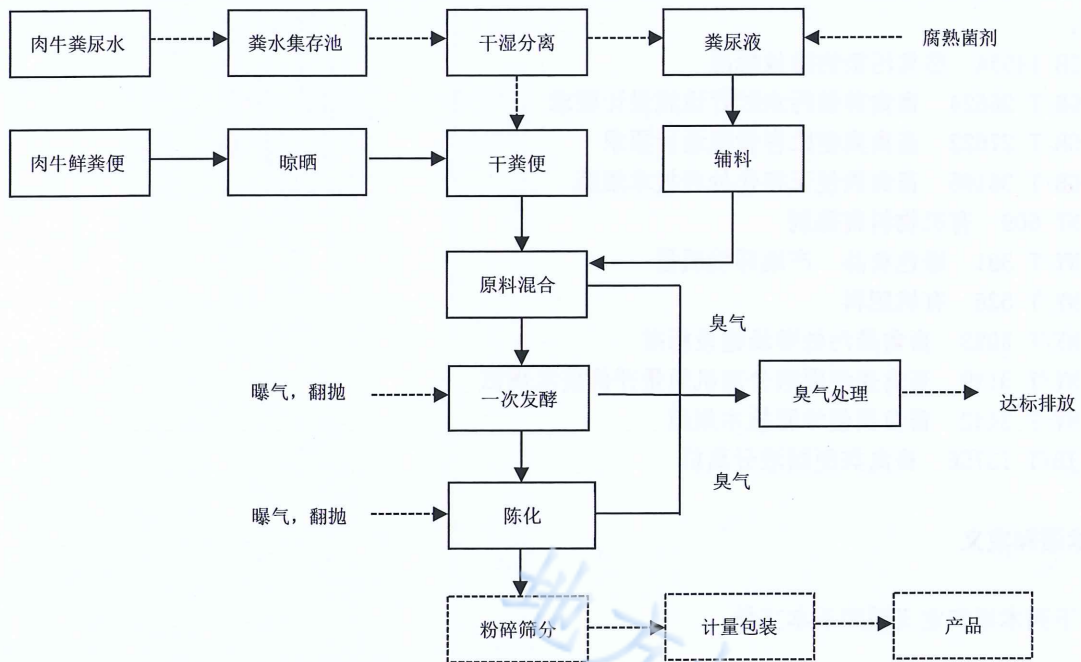 肉牛粪尿水
粪水集存池
干湿分离
粪尿液
腐熟菌剂
肉牛鲜粪便
晾晒
干粪便
辅料
原料混合
臭气
曝气，翻抛
一次发酵
臭气处理
达标排放
臭气
曝气，翻抛
陈化
粉碎筛分
计量包装
产品
地方